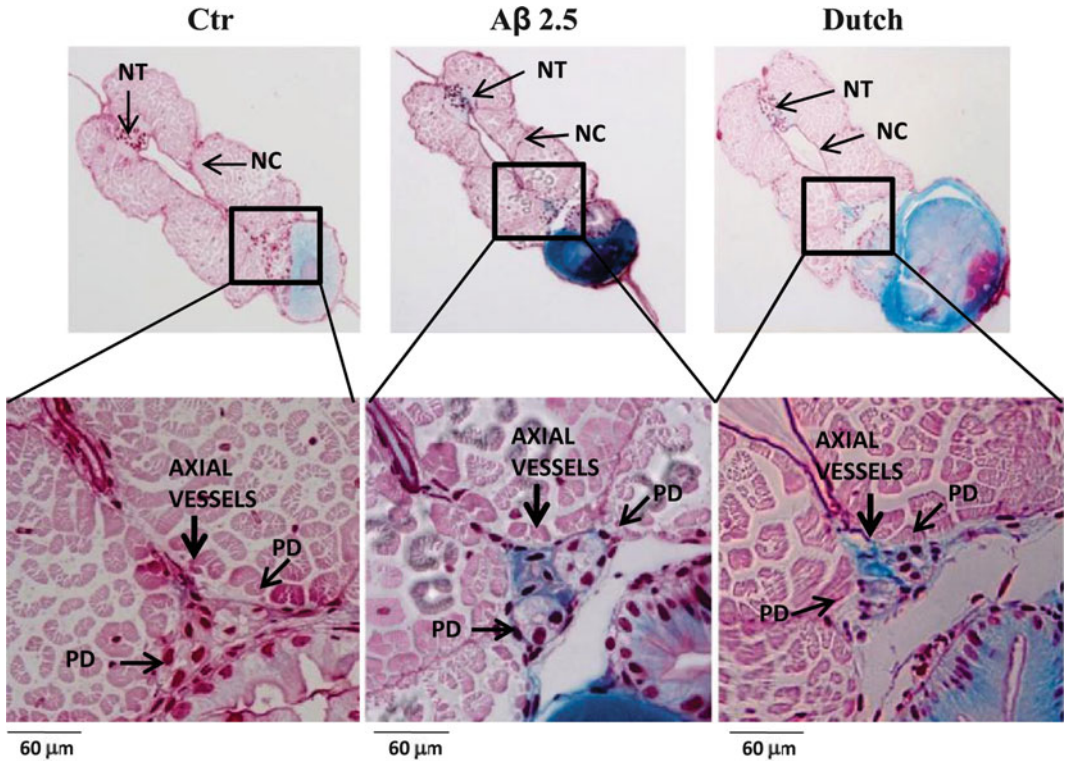 Ctr
Aβ 2.5
Dutch
NT
NC
NT
NC
NT
NC
AXIAL
VESSELS
PD
PD
AXIAL
VESSELS
PD
PD
AXIAL
VESSELS
PD
PD
60 µm
60 µm
60 µm